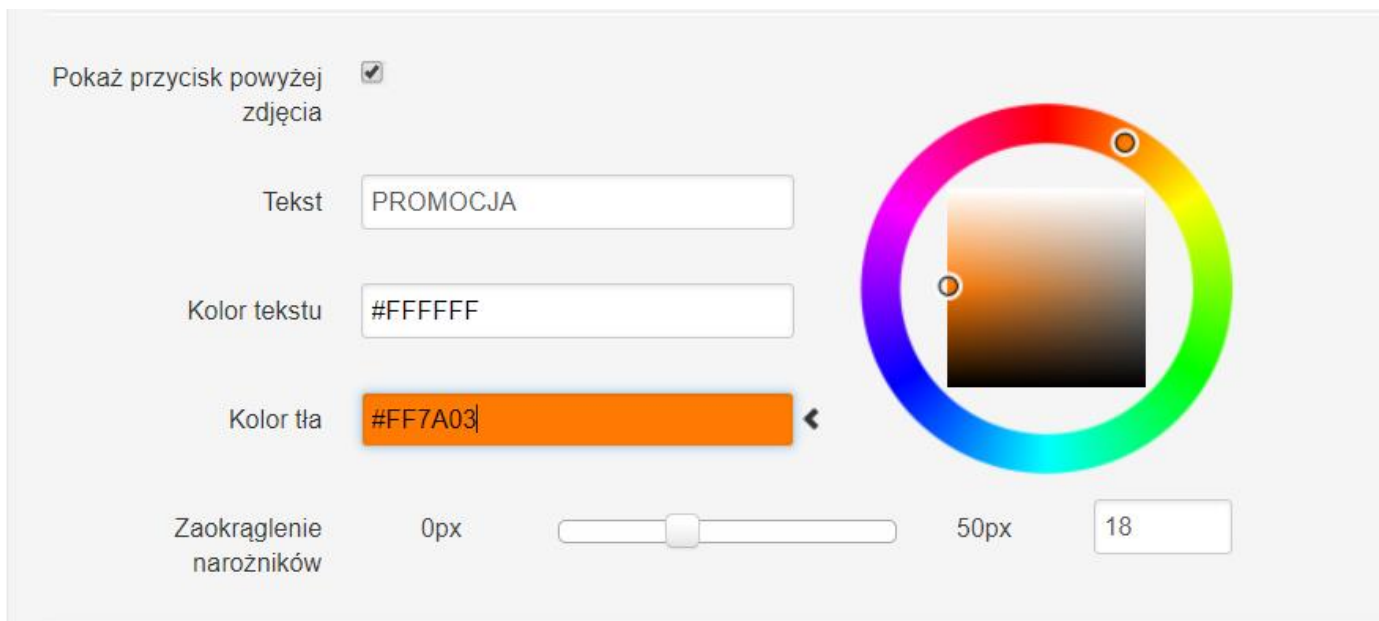 Pokaż przycisk powyżej
zdjęcia
Tekst PROMOCJA
Kolor tekstu #FFFFFF
Kolor tła #FF7A03
Zaokrąglenie 0px 50px 18
narożników